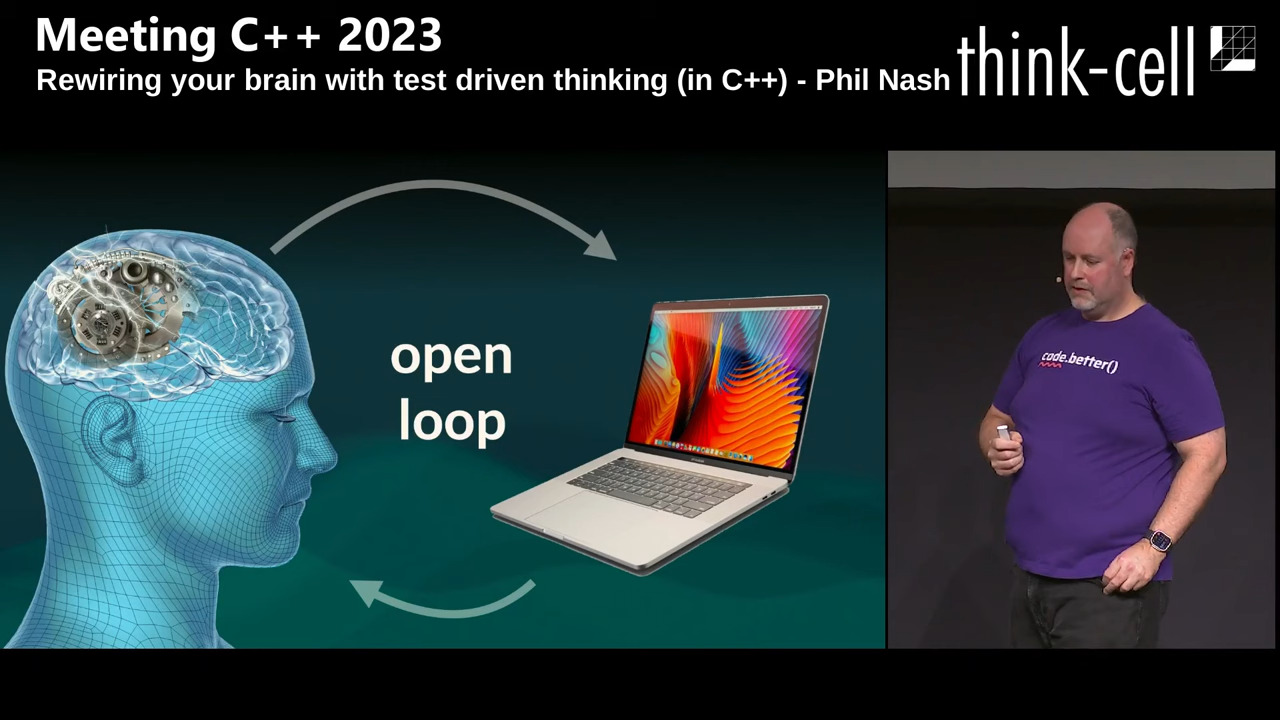 Meeting C++ 2023
Rewiring your brain with test driven thinking (in C++) - Phil Nash
think-cell
open
loop
code.better()